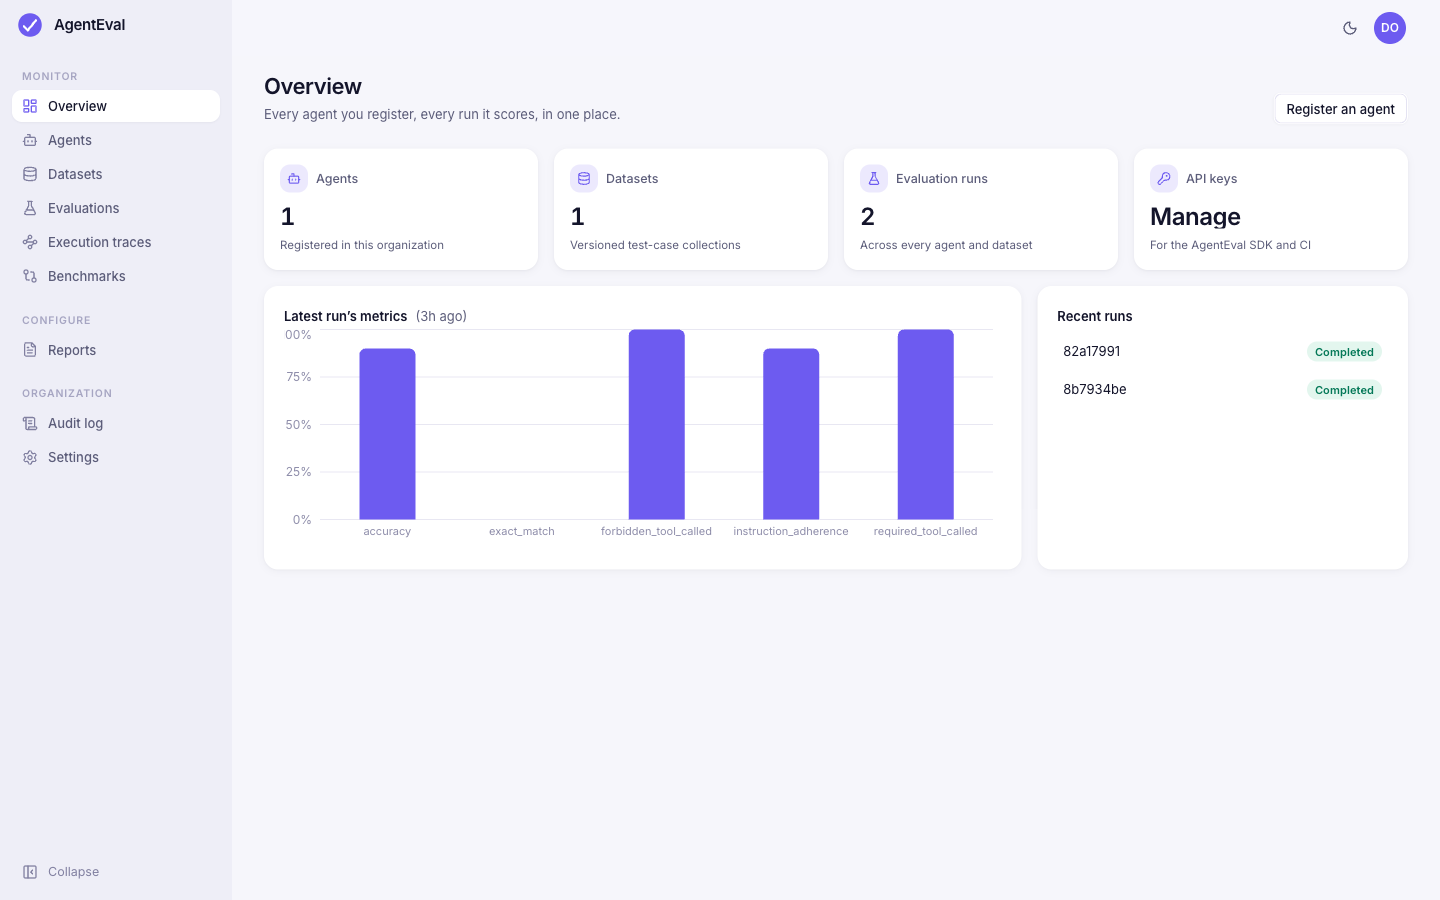 AgentEval
DO
MONITOR
Overview
Agents
Datasets
Evaluations
Execution traces
Benchmarks
CONFIGURE
Reports
ORGANIZATION
Audit log
Settings
Collapse
Overview
Every agent you register, every run it scores, in one place.
Register an agent
Agents
1
Registered in this organization
Datasets
1
Versioned test-case collections
Evaluation runs
2
Across every agent and dataset
API keys
Manage
For the AgentEval SDK and CI
Latest run's metrics (3h ago)
00%
75%
50%
25%
0%
accuracy exact_match forbidden_tool_called instruction_adherence required_tool_called
Recent runs
82a17991 Completed
8b7934be Completed